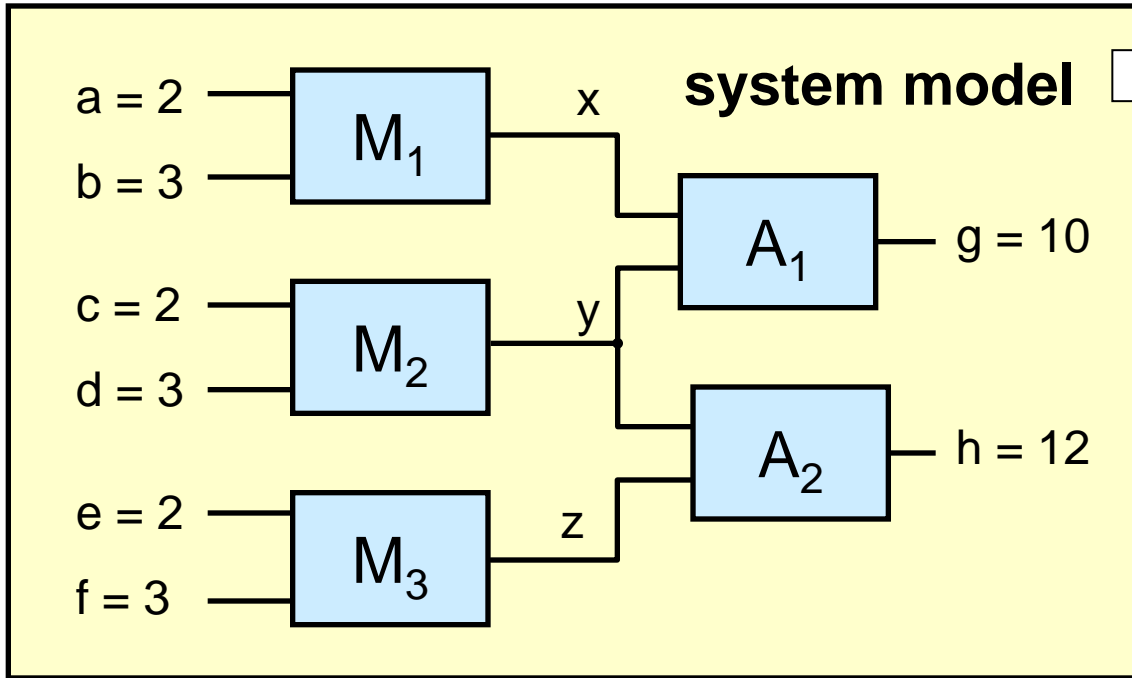 system model
a = 2
b = 3
M₁
x
A₁
g = 10
c = 2
d = 3
M₂
y
A₂
h = 12
e = 2
f = 3
M₃
z